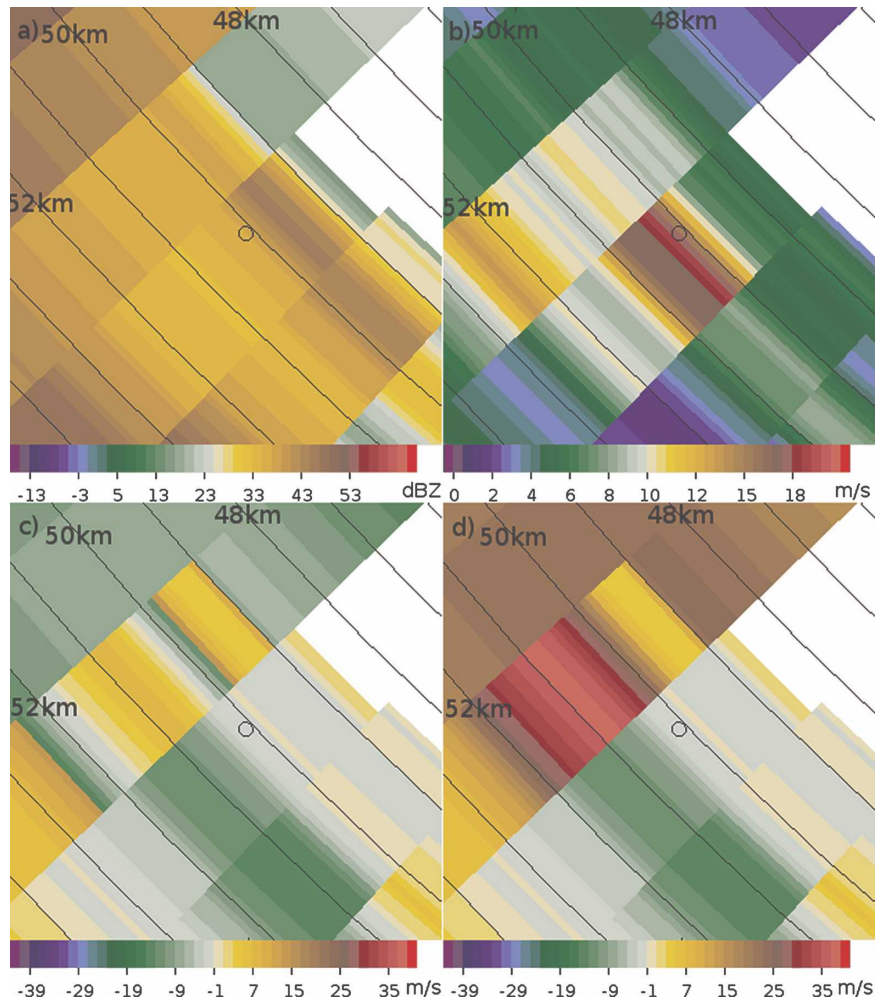 a) 50km 48km
52km
-13 -3 5 13 23 33 43 53 dBZ
b) 50km 48km
52km
0 2 4 6 8 10 12 15 18 m/s
c) 50km 48km
52km
-39 -29 -19 -9 -1 7 15 25 35 m/s
d) 50km 48km
52km
-39 -29 -19 -9 -1 7 15 25 35 m/s